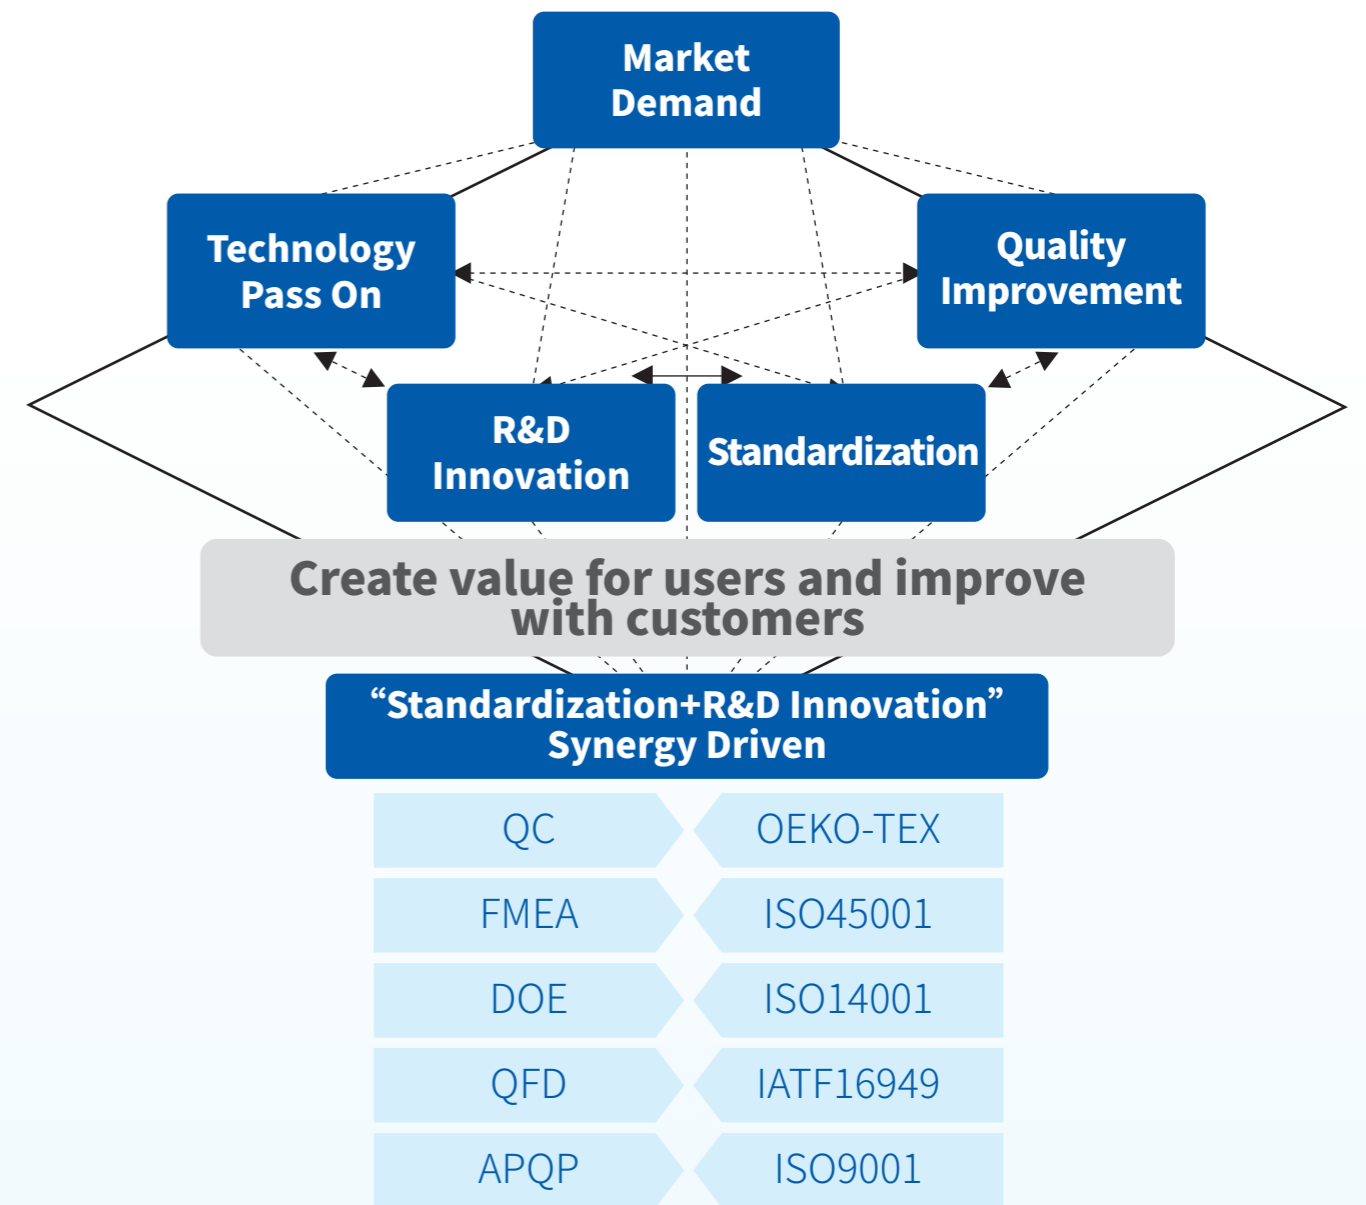 Market
Demand
Technology
Pass On
Quality
Improvement
R&D
Innovation
Standardization
Create value for users and improve
with customers
“Standardization+R&D Innovation”
Synergy Driven
QC
OEKO-TEX
FMEA
ISO45001
DOE
ISO14001
QFD
IATF16949
APQP
ISO9001